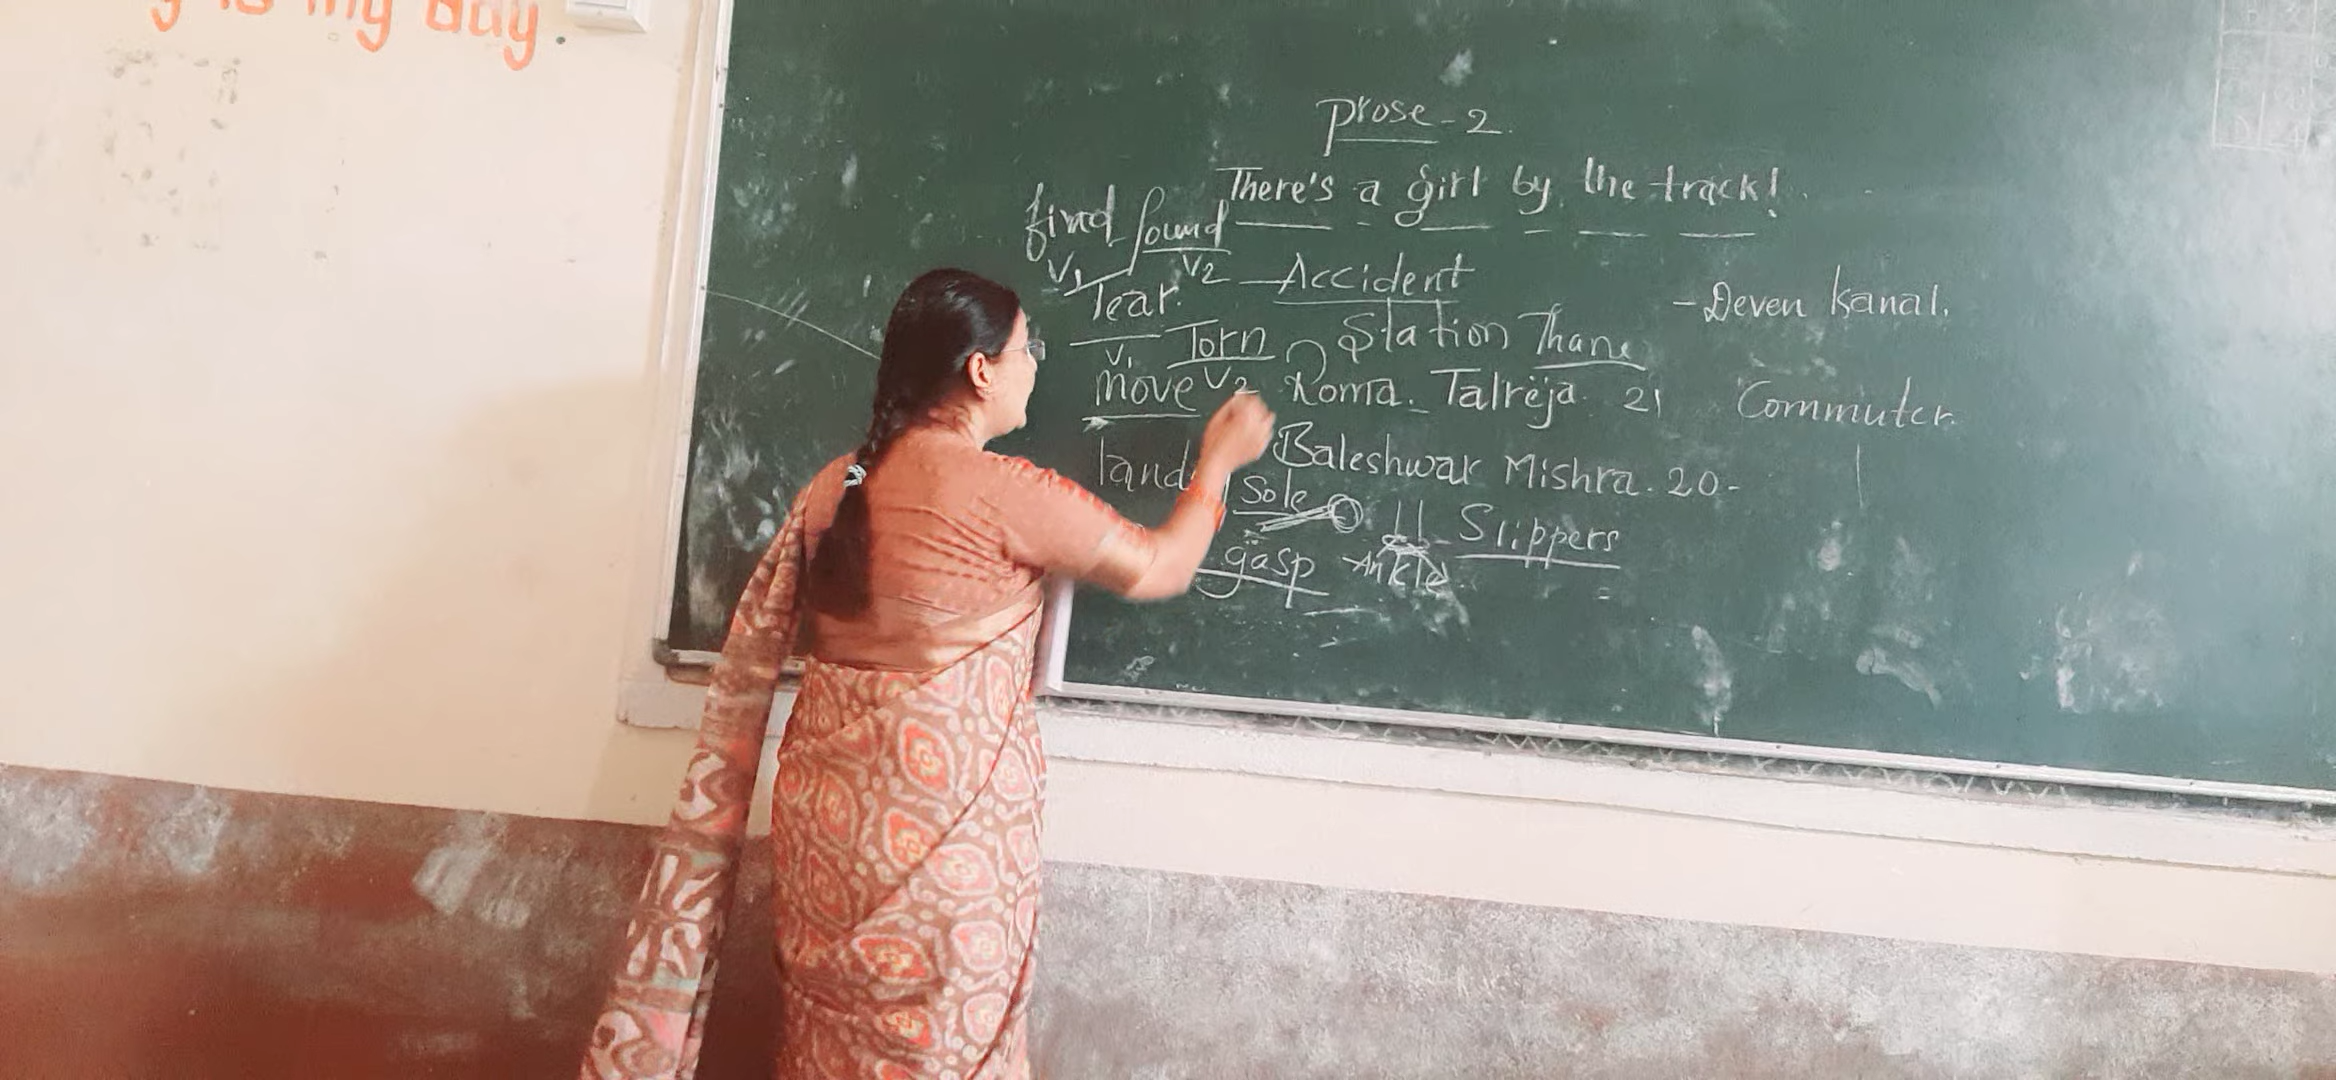 is my day.
Prose - 2.
There's a girl by the track!
find found
V1 V2 - Accident
- Deven Kanal.
Tear
V1 Torn Station Thane
move V2 Roma. Talreja. 21 Commuter.
land Baleshwar Mishra. 20-
Sole Slippers
gasp - Ankle